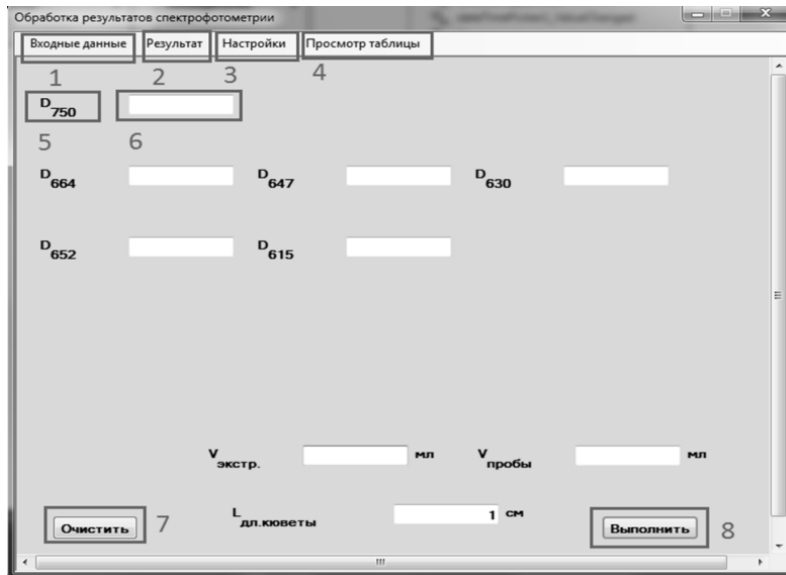 Обработка результатов спектрофотометрии
Входные данные Результат Настройки Просмотр таблицы
1 2 3 4
D750
5 6
D664 D647 D630
D652 D615
Vэкстр. мл Vпробы мл
Очистить 7 Lдл.кюветы 1 см Выполнить 8